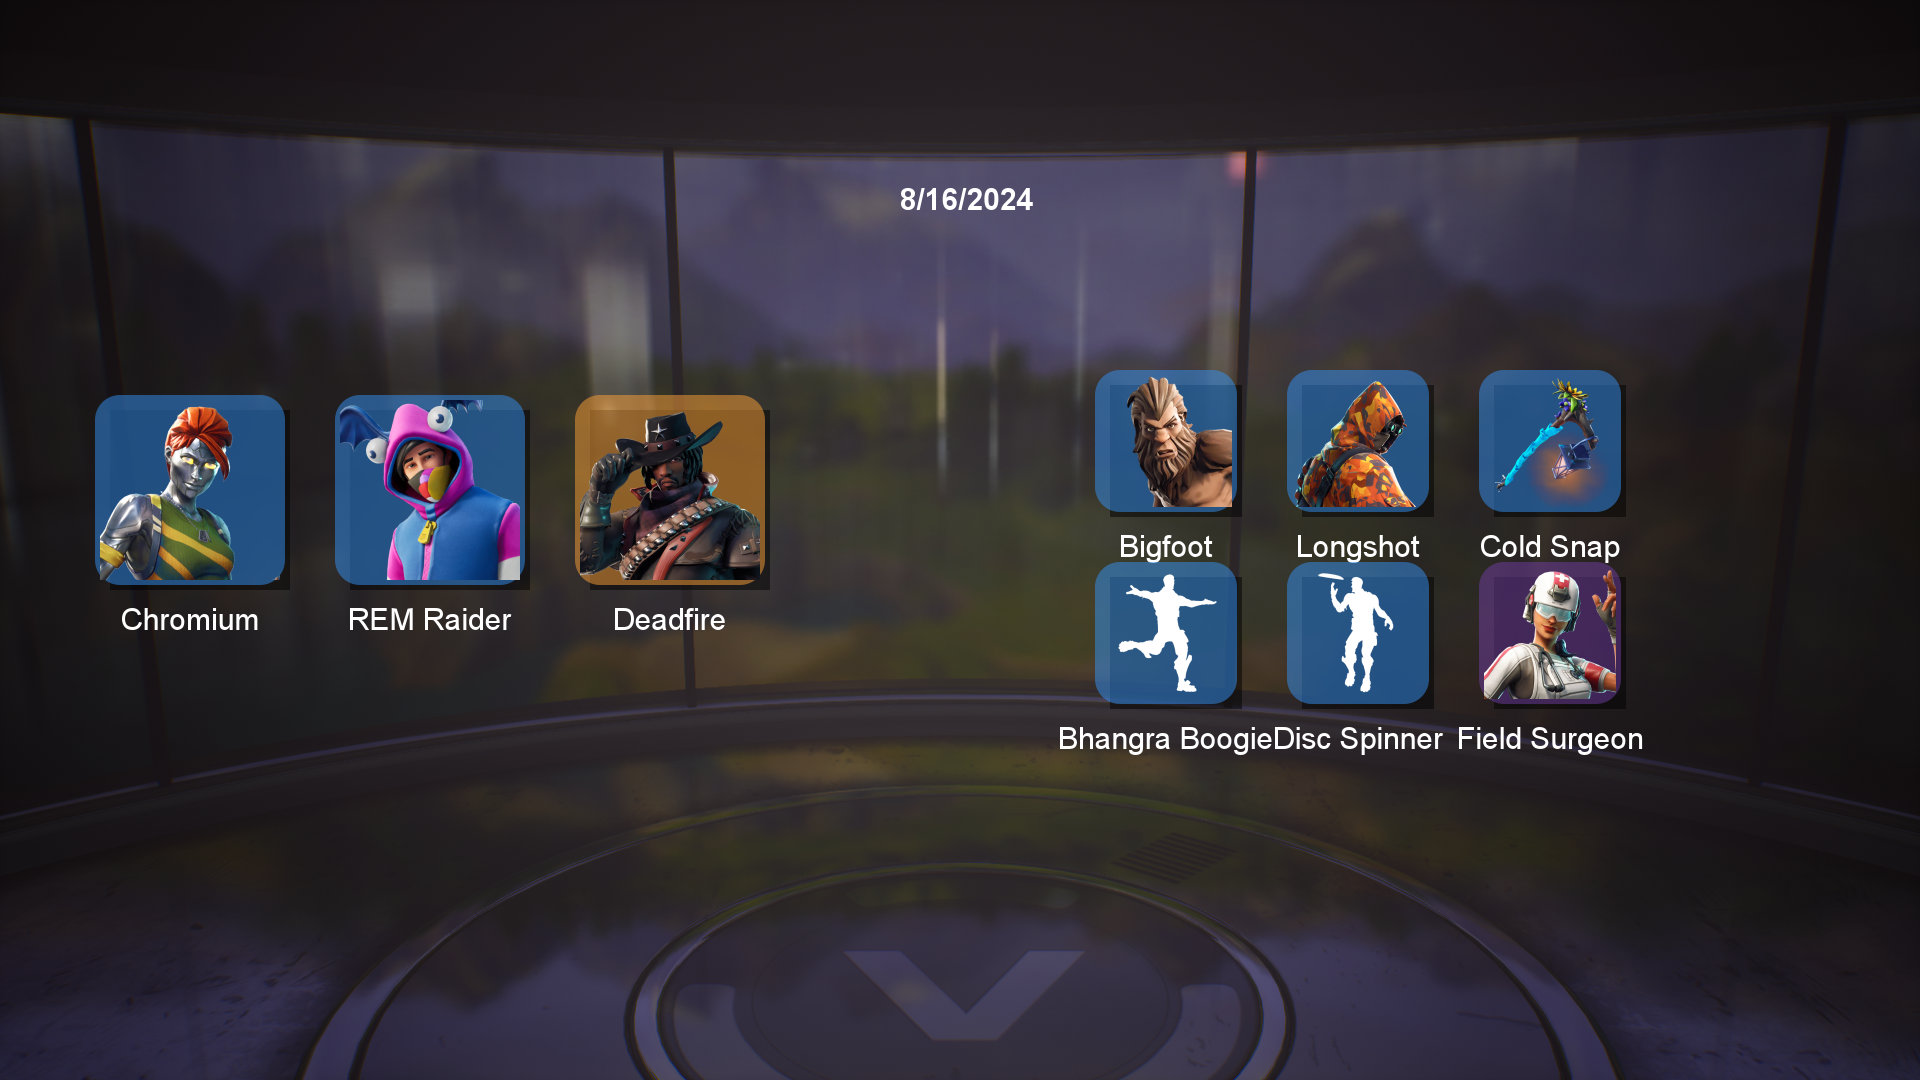 8/16/2024
Chromium
REM Raider
Deadfire
Bigfoot
Longshot
Cold Snap
Bhangra Boogie
Disc Spinner
Field Surgeon